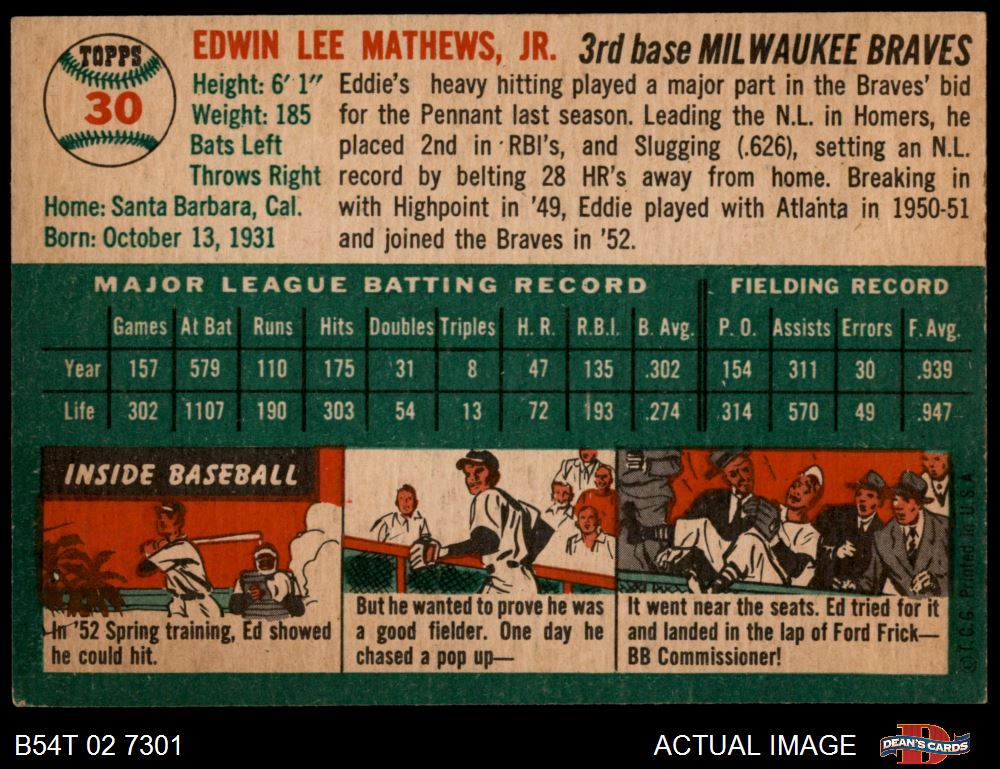 TOPPS
30
EDWIN LEE MATHEWS, JR. 3rd base MILWAUKEE BRAVES
Height: 6' 1"
Weight: 185
Bats Left
Throws Right
Home: Santa Barbara, Cal.
Born: October 13, 1931
Eddie's heavy hitting played a major part in the Braves' bid
for the Pennant last season. Leading the N.L. in Homers, he
placed 2nd in RBI's, and Slugging (.626), setting an N.L.
record by belting 28 HR's away from home. Breaking in
with Highpoint in '49, Eddie played with Atlanta in 1950-51
and joined the Braves in '52.
MAJOR LEAGUE BATTING RECORD FIELDING RECORD
Games At Bat Runs Hits Doubles Triples H. R. R.B.I. B. Avg. P. O. Assists Errors F. Avg.
Year 157 579 110 175 31 8 47 135 .302 154 311 30 .939
Life 302 1107 190 303 54 13 72 193 .274 314 570 49 .947
INSIDE BASEBALL
In '52 Spring training, Ed showed
he could hit.
But he wanted to prove he was
a good fielder. One day he
chased a pop up—
It went near the seats. Ed tried for it
and landed in the lap of Ford Frick—
BB Commissioner!
© T.C.G. Printed in U.S.A.
B54T 02 7301
ACTUAL IMAGE
DEAN'S CARDS